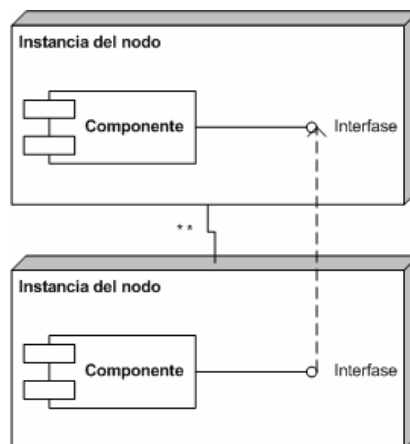 Instancia del nodo
Componente
Interfase
* *
Instancia del nodo
Componente
Interfase